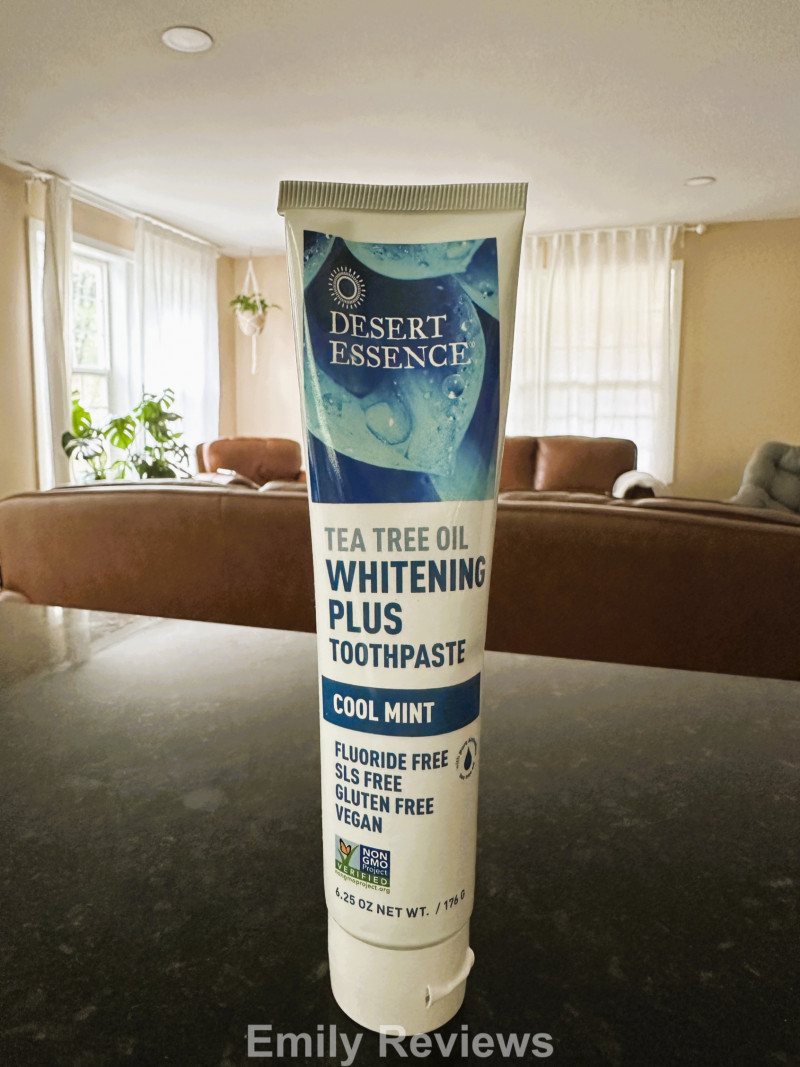 DESERT
ESSENCE
TEA TREE OIL
WHITENING
PLUS
TOOTHPASTE
COOL MINT
FLUORIDE FREE
SLS FREE
GLUTEN FREE
VEGAN
NON
GMO
Project
VERIFIED
nongmoproject.org
6.25 OZ NET WT. / 176 G
Emily Reviews